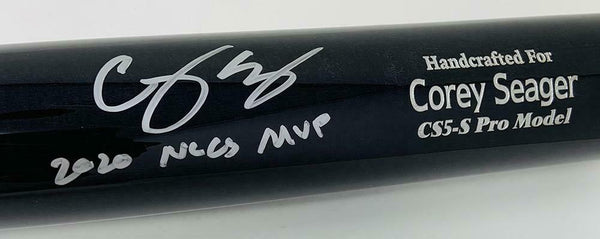 2020 NLCS MVP
Handcrafted For
Corey Seager
CS5-S Pro Model